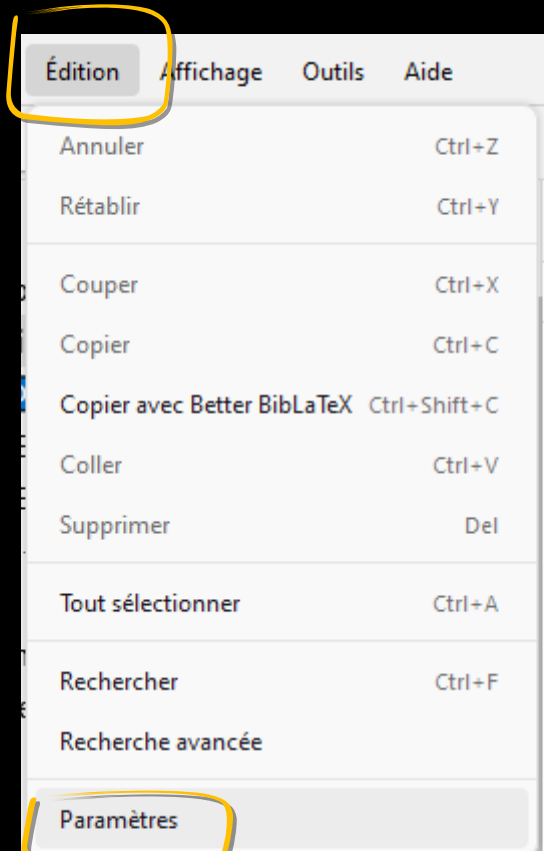 Édition Affichage Outils Aide
Annuler Ctrl+Z
Rétablir Ctrl+Y
Couper Ctrl+X
Copier Ctrl+C
Copier avec Better BibLaTeX Ctrl+Shift+C
Coller Ctrl+V
Supprimer Del
Tout sélectionner Ctrl+A
Rechercher Ctrl+F
Recherche avancée
Paramètres